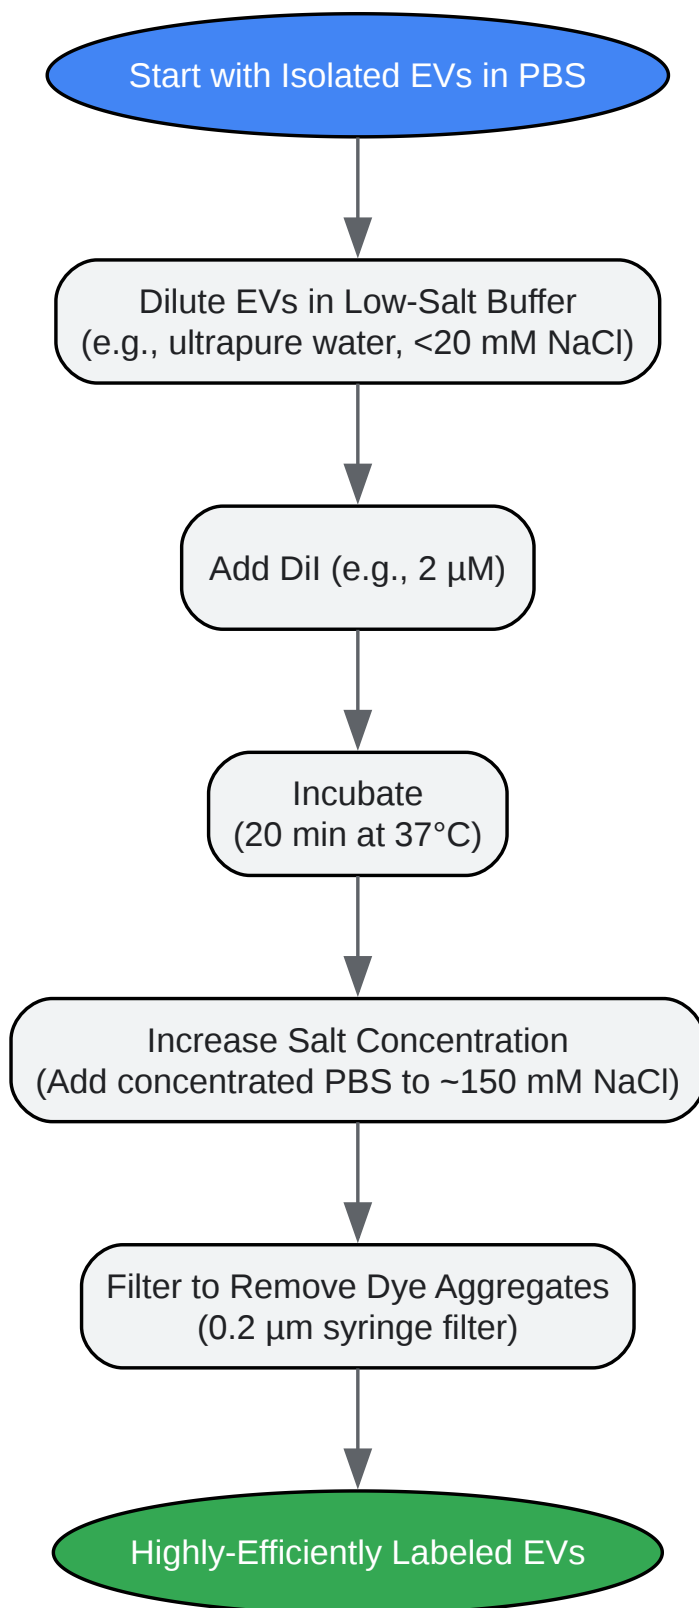 Start with Isolated EVs in PBS
Dilute EVs in Low-Salt Buffer
(e.g., ultrapure water, <20 mM NaCl)
Add DiI (e.g., 2 µM)
Incubate
(20 min at 37°C)
Increase Salt Concentration
(Add concentrated PBS to ~150 mM NaCl)
Filter to Remove Dye Aggregates
(0.2 µm syringe filter)
Highly-Efficiently Labeled EVs